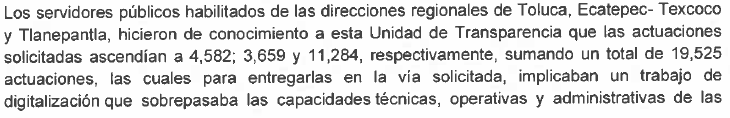 Los servidores públicos habilitados de las direcciones regionales de Toluca, Ecatepec- Texcoco
y Tlanepantla, hicieron de conocimiento a esta Unidad de Transparencia que las actuaciones
solicitadas ascendían a 4,582; 3,659 y 11,284, respectivamente, sumando un total de 19,525
actuaciones, las cuales para entregarlas en la vía solicitada, implicaban un trabajo de
digitalización que sobrepasaba las capacidades técnicas, operativas y administrativas de las